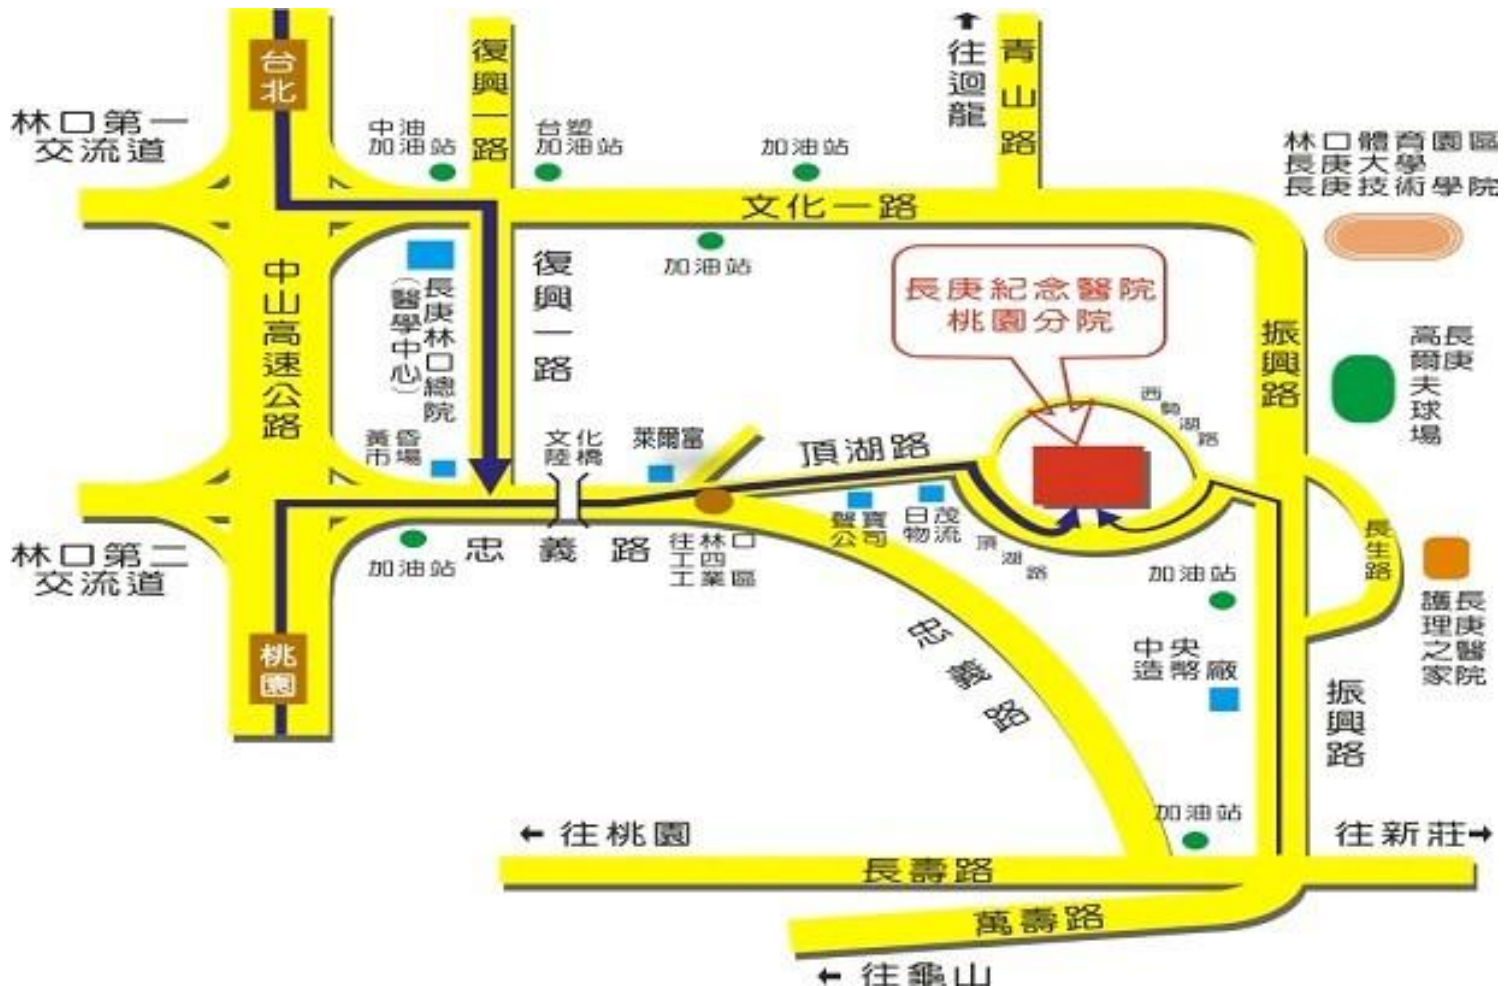 台北
復興一路
往迴龍
青山路
林口第一
交流道
中油
加油站
台塑
加油站
加油站
林口體育園區
長庚大學
長庚技術學院
文化一路
加油站
中山高速公路
長庚林口總院
(醫學中心)
復興一路
長庚紀念醫院
桃園分院
振興路
長庚
高爾夫球場
西勢湖路
黃昏
市場
文化
陸橋
萊爾富
頂湖路
聲寶
公司
日茂
物流
頂湖路
長生路
林口第二
交流道
加油站
忠義路
往林口
工四
工業區
加油站
長庚醫院
護理之家
忠義路
中央
造幣廠
桃園
振興路
加油站
← 往桃園
往新莊→
長壽路
萬壽路
← 往龜山